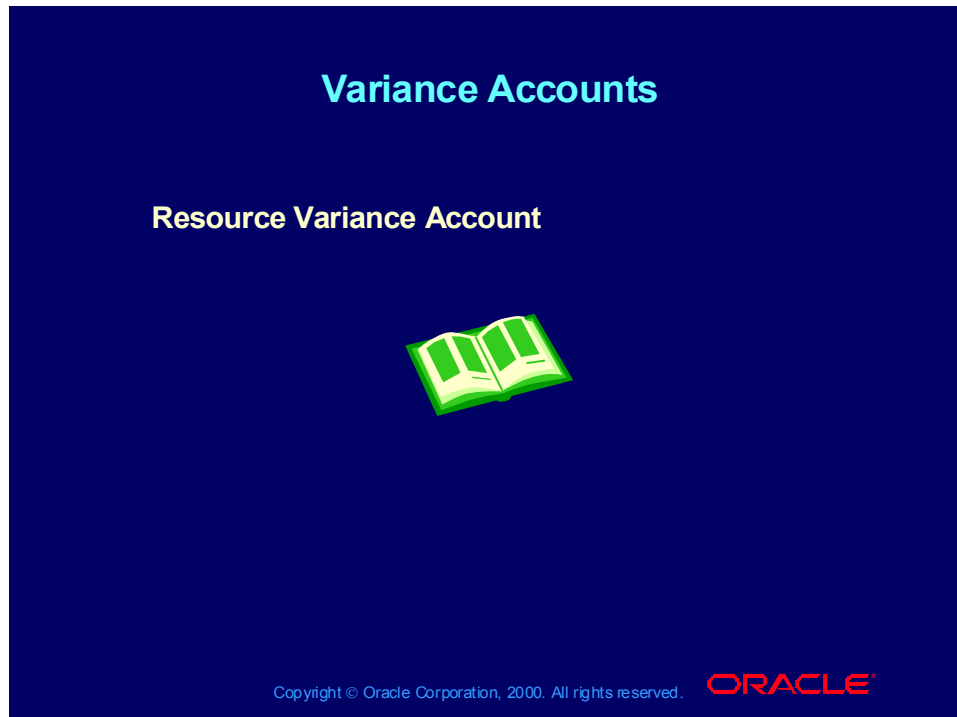 Variance Accounts
Resource Variance Account
Copyright © Oracle Corporation, 2000. All rights reserved.
ORACLE®